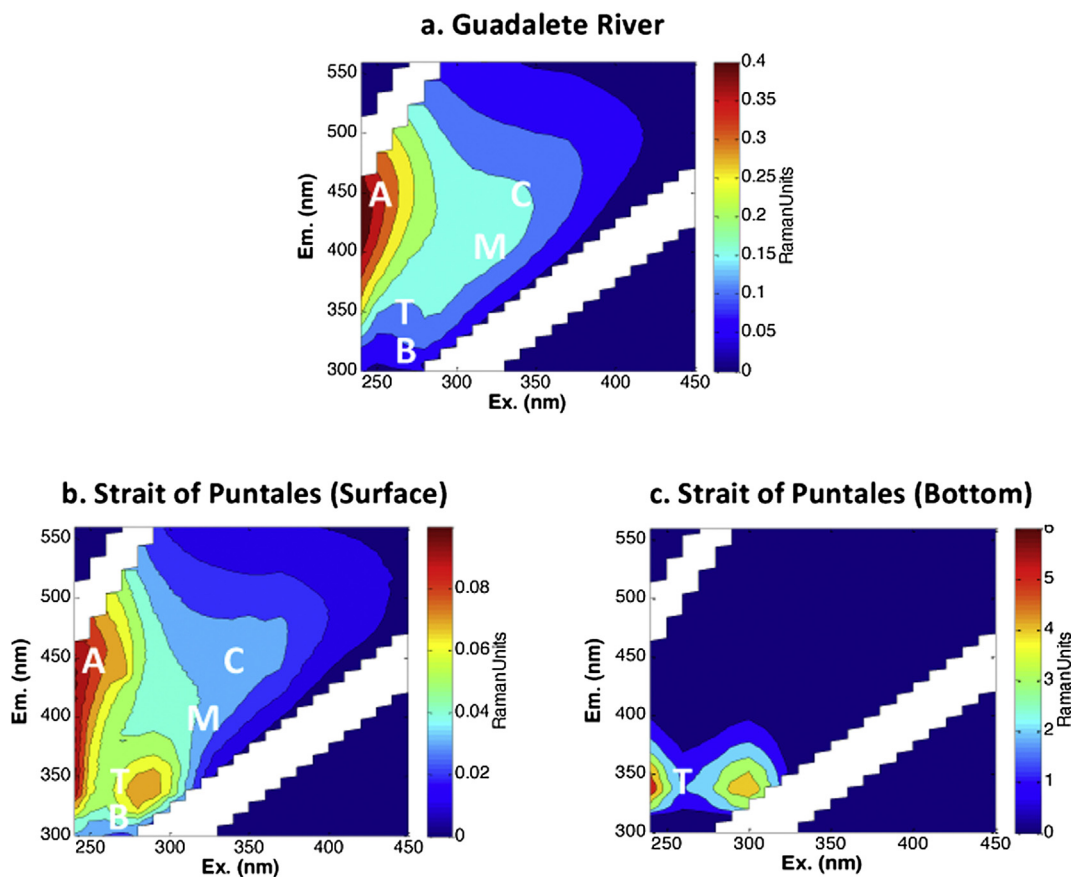 a. Guadalete River
550
500
450
400
350
300
Em. (nm)
A
C
M
T
B
250
300
350
400
450
Ex. (nm)
0.4
0.35
0.3
0.25
0.2
0.15
0.1
0.05
0
RamanUnits
b. Strait of Puntales (Surface)
550
500
450
400
350
300
Em. (nm)
A
C
M
T
B
250
300
350
400
450
Ex. (nm)
0.08
0.06
0.04
0.02
0
RamanUnits
c. Strait of Puntales (Bottom)
550
500
450
400
350
300
Em. (nm)
T
250
300
350
400
450
Ex. (nm)
6
5
4
3
2
1
0
RamanUnits